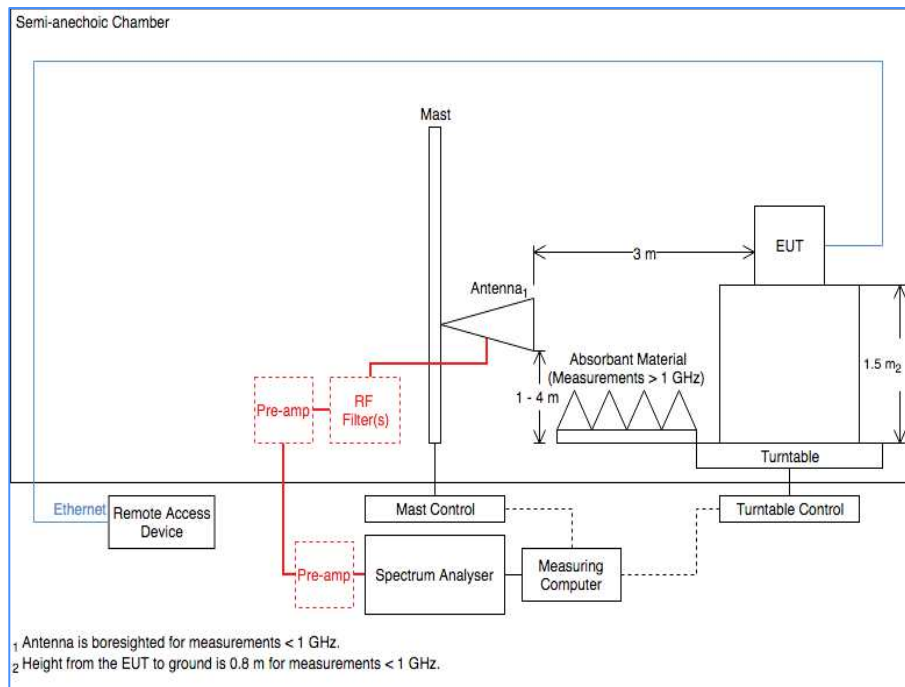 Semi-anechoic Chamber
Mast
EUT
3 m
Antenna1
Absorbant Material
(Measurements > 1 GHz)
1.5 m2
1 - 4 m
Pre-amp
RF
Filter(s)
Turntable
Ethernet
Remote Access
Device
Mast Control
Turntable Control
Pre-amp
Spectrum Analyser
Measuring
Computer
1 Antenna is boresighted for measurements < 1 GHz.
2 Height from the EUT to ground is 0.8 m for measurements < 1 GHz.